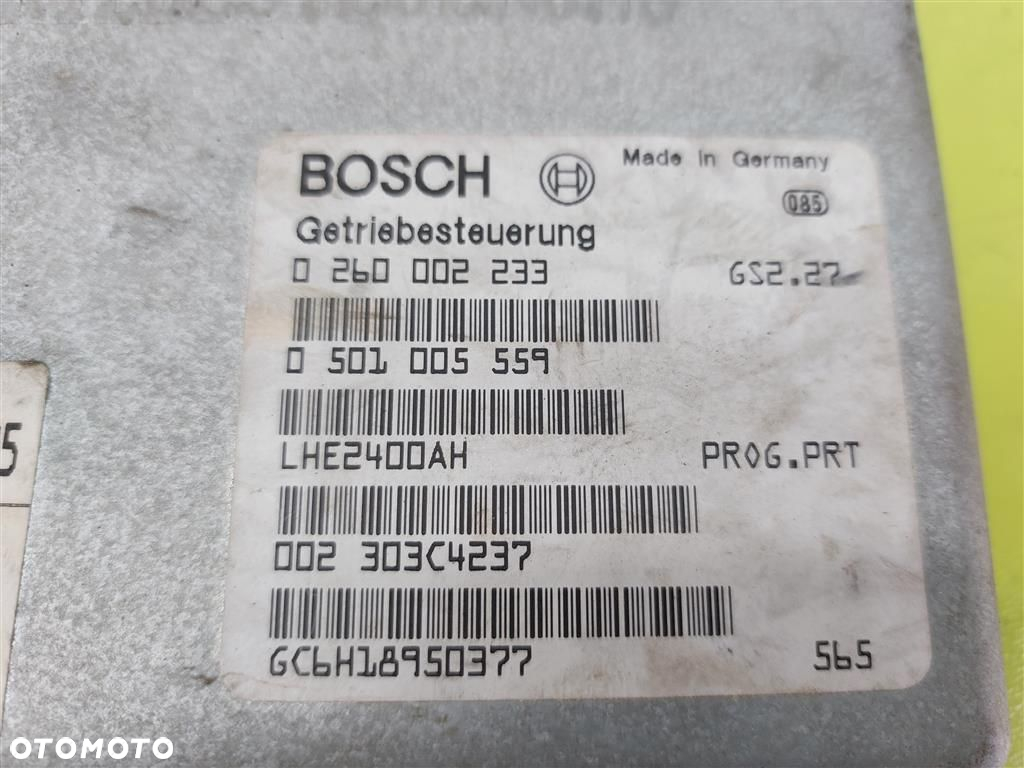 BOSCH Made in Germany
085
Getriebesteuerung
0 260 002 233 GS2.27
0 501 005 559
LHE2400AH PROG.PRT
002 303C4237
GC6H18950377 565
5
OTOMOTO